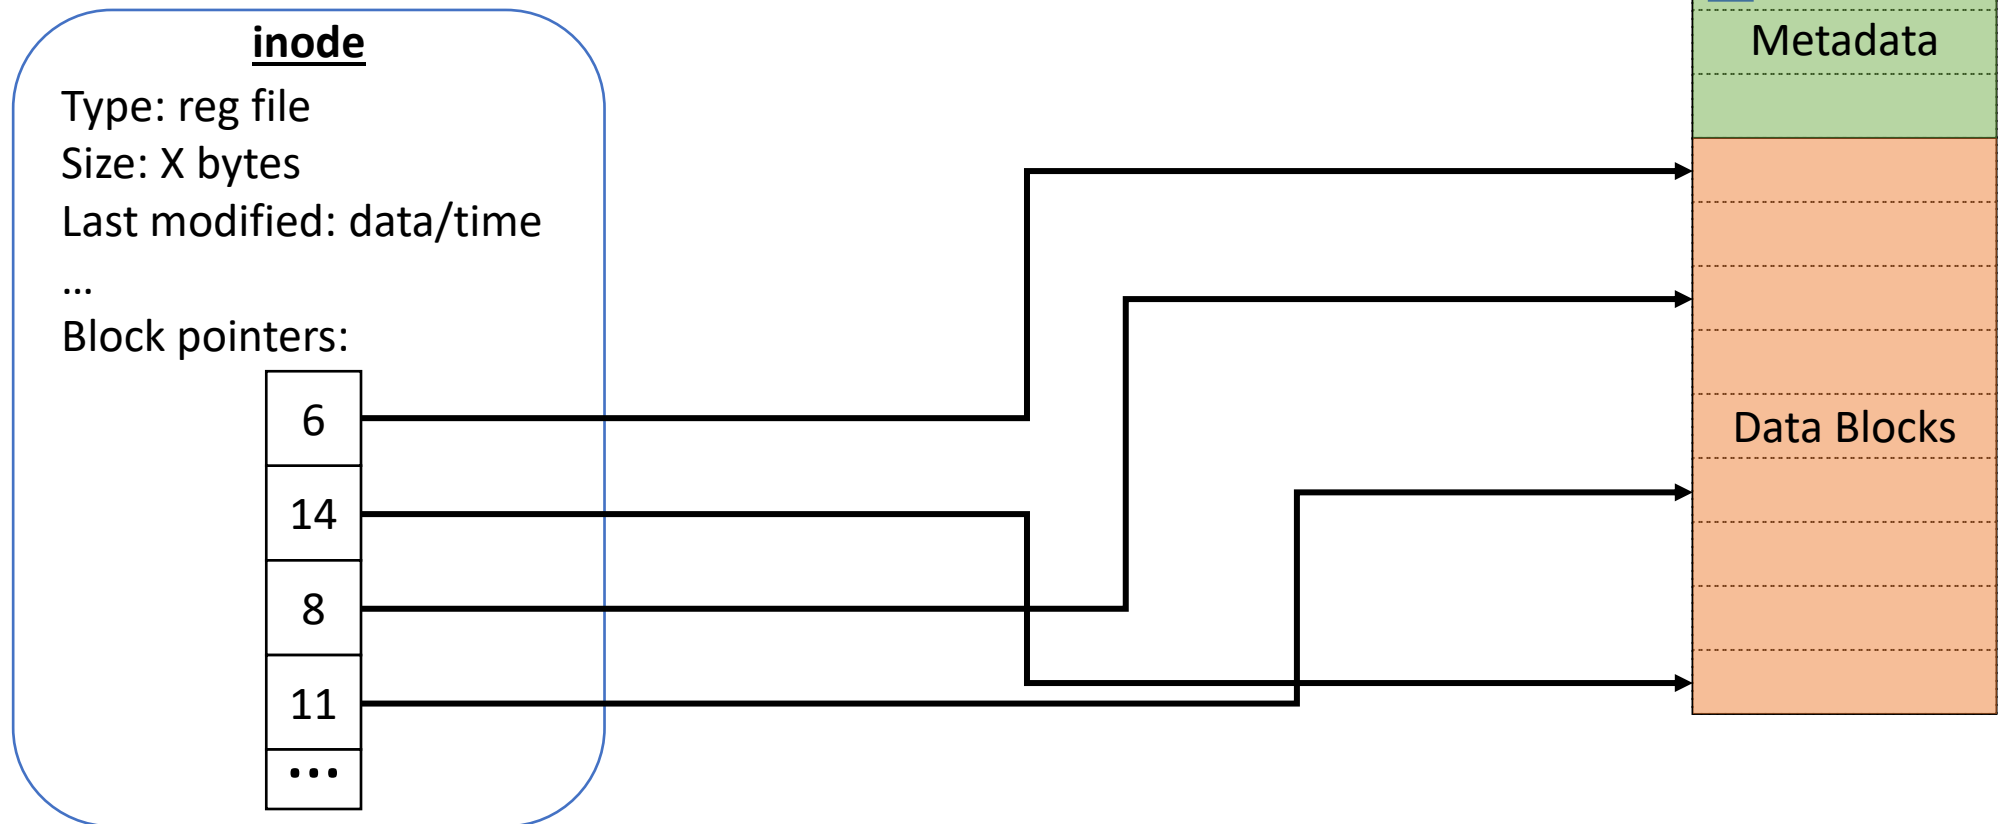 inode
Type: reg file
Size: X bytes
Last modified: data/time
...
Block pointers:
6
14
8
11
...
Metadata
Data Blocks